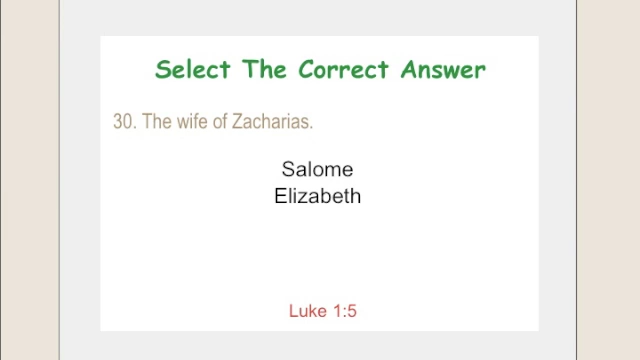 Select The Correct Answer
30. The wife of Zacharias.
Salome
Elizabeth
Luke 1:5